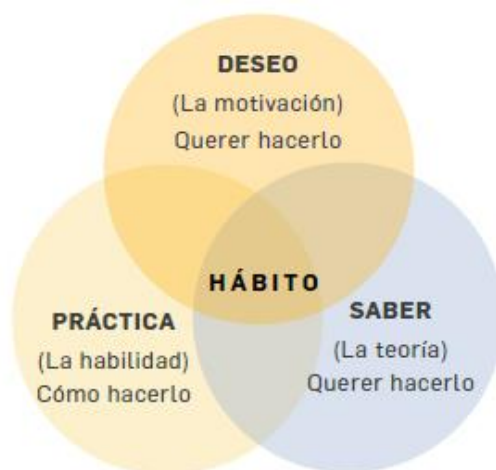 DESEO
(La motivación)
Querer hacerlo
HÁBITO
PRÁCTICA
(La habilidad)
Cómo hacerlo
SABER
(La teoría)
Querer hacerlo